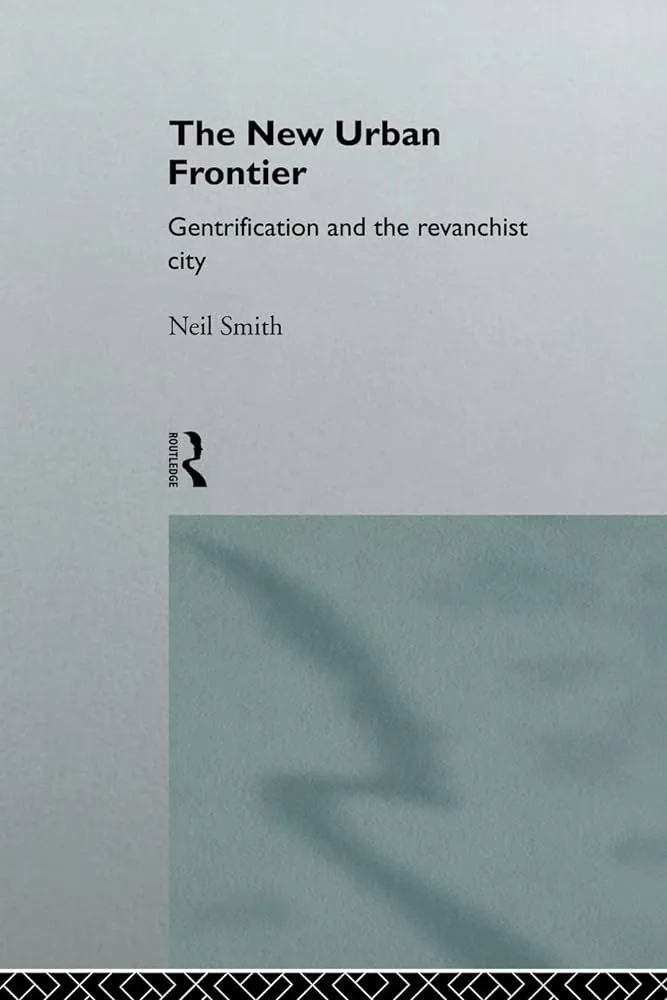 The New Urban
Frontier
Gentrification and the revanchist
city
Neil Smith
ROUTLEDGE